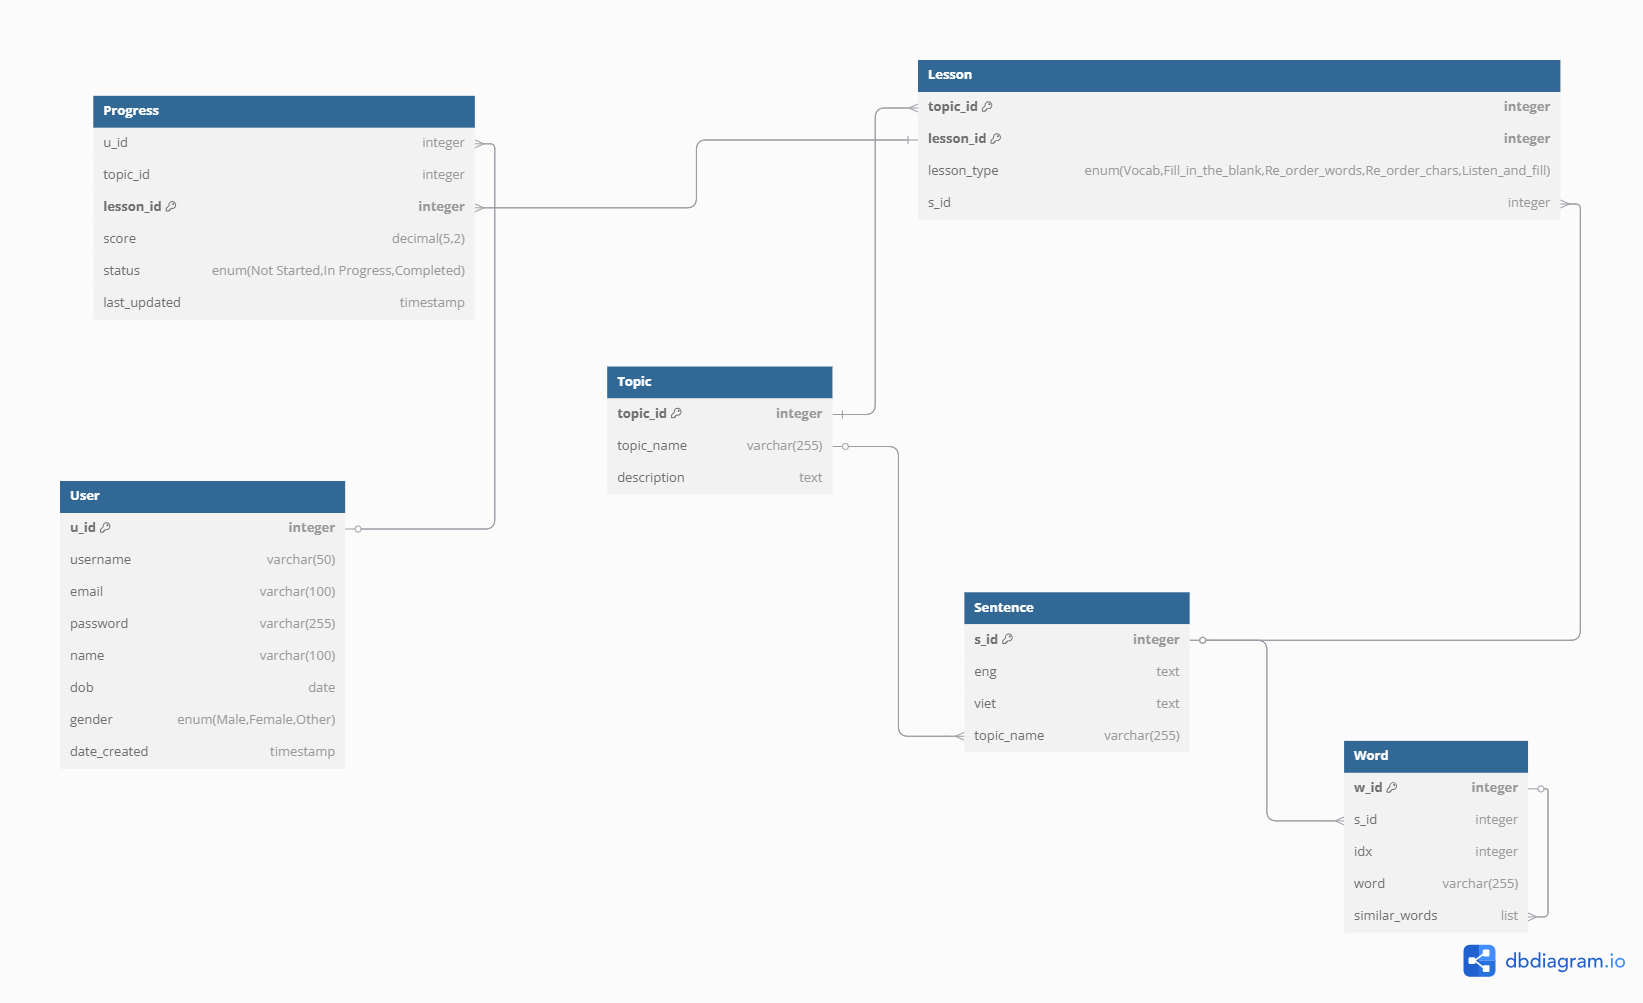 Progress
u_id integer
topic_id integer
lesson_id integer
score decimal(5,2)
status enum(Not Started,In Progress,Completed)
last_updated timestamp
Lesson
topic_id integer
lesson_id integer
lesson_type enum(Vocab,Fill_in_the_blank,Re_order_words,Re_order_chars,Listen_and_fill)
s_id integer
Topic
topic_id integer
topic_name varchar(255)
description text
User
u_id integer
username varchar(50)
email varchar(100)
password varchar(255)
name varchar(100)
dob date
gender enum(Male,Female,Other)
date_created timestamp
Sentence
s_id integer
eng text
viet text
topic_name varchar(255)
Word
w_id integer
s_id integer
idx integer
word varchar(255)
similar_words list
dbdiagram.io